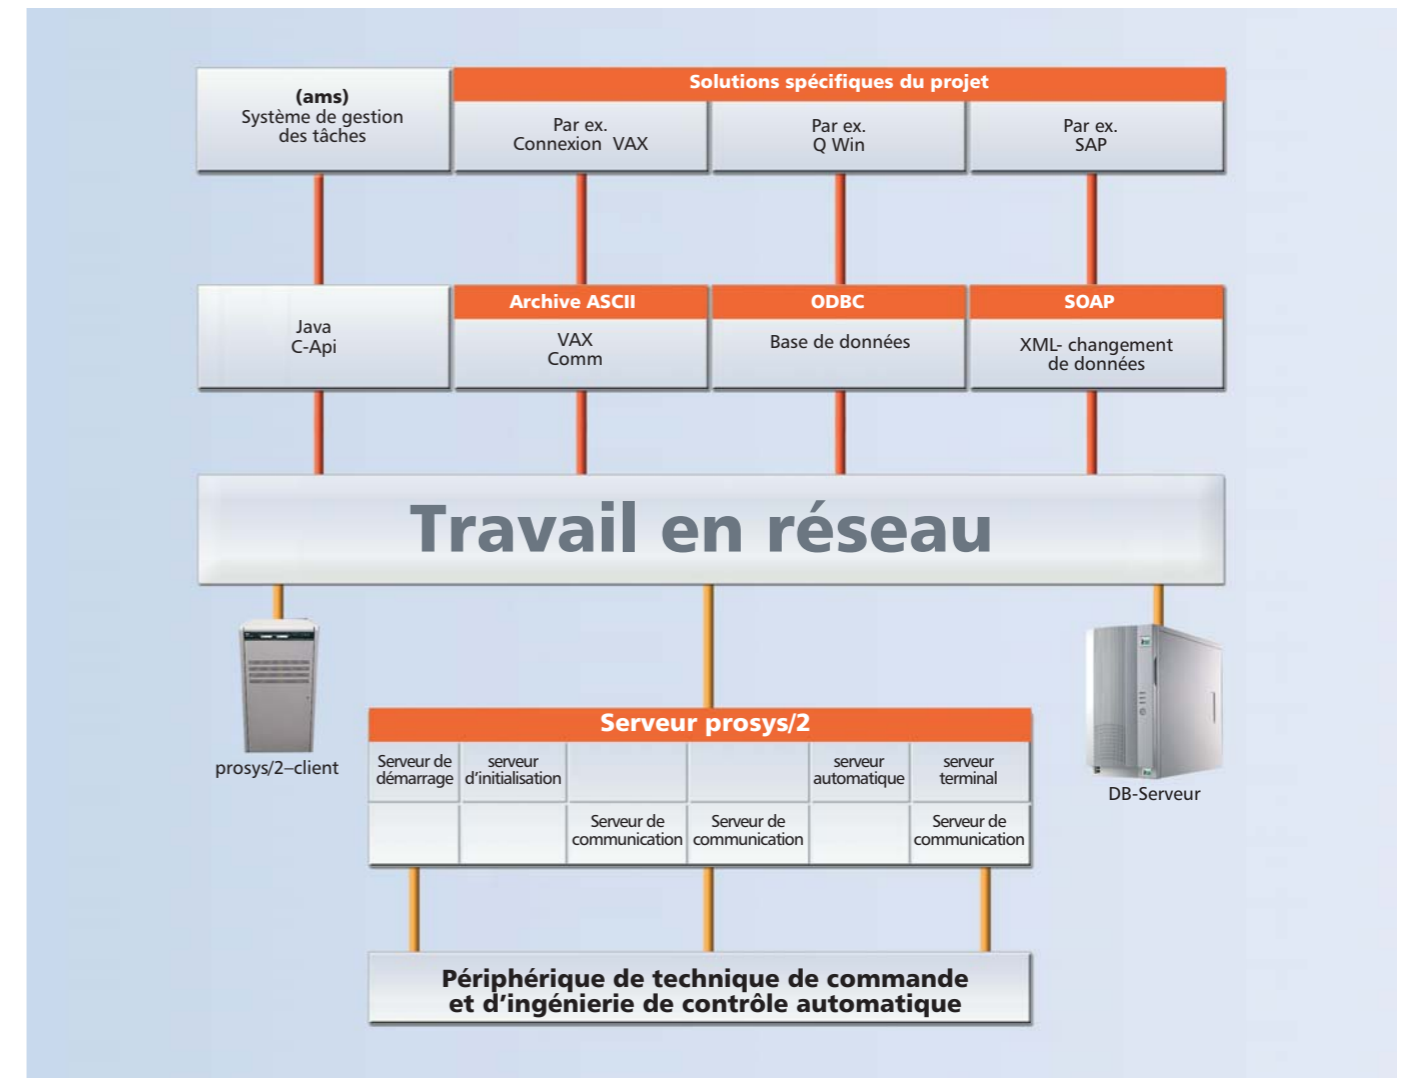 (ams)
Système de gestion
des tâches
Solutions spécifiques du projet
Par ex.
Connexion VAX
Par ex.
Q Win
Par ex.
SAP
Java
C-Api
Archive ASCII
VAX
Comm
ODBC
Base de données
SOAP
XML- changement
de données
Travail en réseau
prosys/2–client
Serveur prosys/2
Serveur de
démarrage
serveur
d'initialisation
serveur
automatique
serveur
terminal
Serveur de
communication
Serveur de
communication
Serveur de
communication
DB-Serveur
Périphérique de technique de commande
et d’ingénierie de contrôle automatique